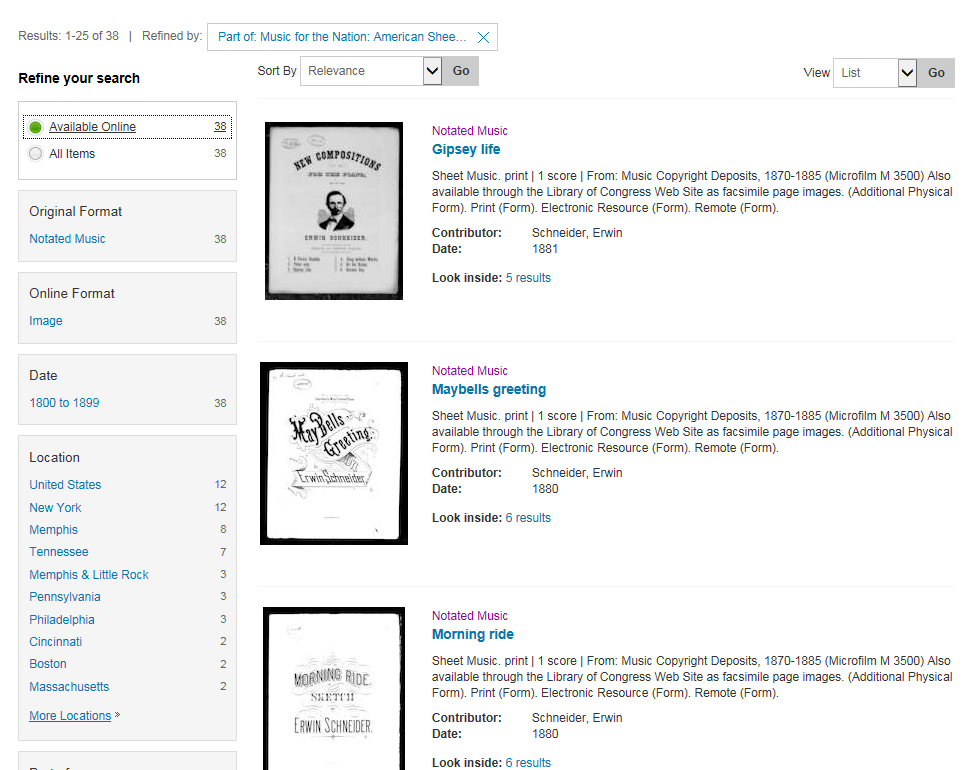 Results: 1-25 of 38 | Refined by: Part of: Music for the Nation: American Shee...
Refine your search
Sort By Relevance Go
View List Go
Available Online 38
All Items 38
Original Format
Notated Music 38
Online Format
Image 38
Date
1800 to 1899 38
Location
United States 12
New York 12
Memphis 8
Tennessee 7
Memphis & Little Rock 3
Pennsylvania 3
Philadelphia 3
Cincinnati 2
Boston 2
Massachusetts 2
More Locations »
NEW COMPOSITIONS
FOR THE PIANO,
ERWIN SCHNEIDER.
Notated Music
Gipsey life
Sheet Music. print | 1 score | From: Music Copyright Deposits, 1870-1885 (Microfilm M 3500) Also
available through the Library of Congress Web Site as facsimile page images. (Additional Physical
Form). Print (Form). Electronic Resource (Form). Remote (Form).
Contributor: Schneider, Erwin
Date: 1881
Look inside: 5 results
MayBells
Greeting
Erwin Schneider.
Notated Music
Maybells greeting
Sheet Music. print | 1 score | From: Music Copyright Deposits, 1870-1885 (Microfilm M 3500) Also
available through the Library of Congress Web Site as facsimile page images. (Additional Physical
Form). Print (Form). Electronic Resource (Form). Remote (Form).
Contributor: Schneider, Erwin
Date: 1880
Look inside: 6 results
MORNING RIDE.
SKETCH
ERWIN SCHNEIDER.
Notated Music
Morning ride
Sheet Music. print | 1 score | From: Music Copyright Deposits, 1870-1885 (Microfilm M 3500) Also
available through the Library of Congress Web Site as facsimile page images. (Additional Physical
Form). Print (Form). Electronic Resource (Form). Remote (Form).
Contributor: Schneider, Erwin
Date: 1880
Look inside: 6 results